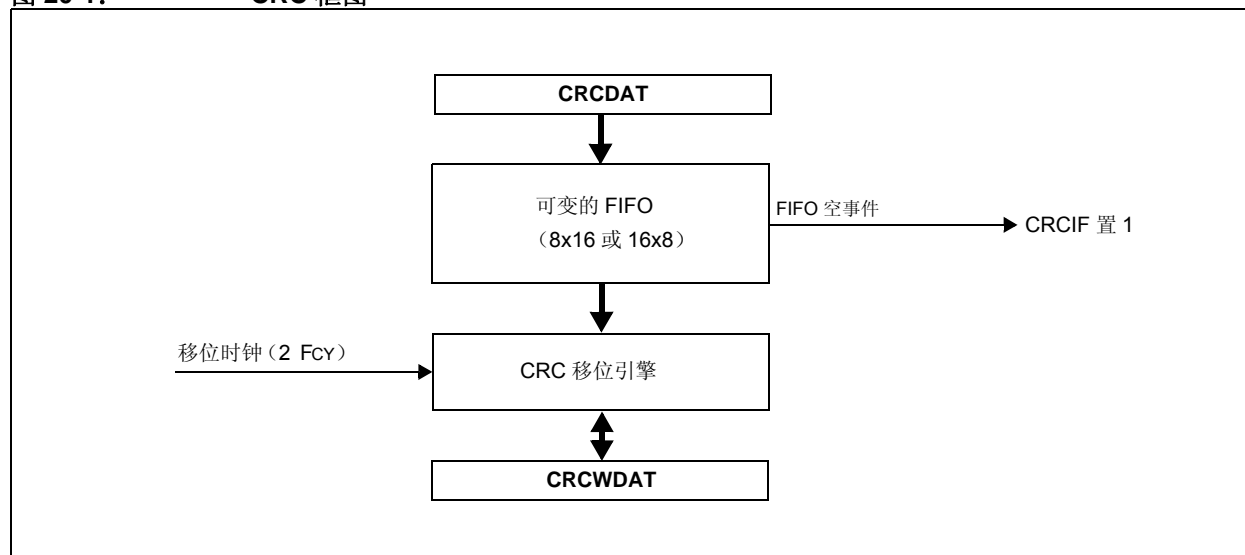 CRCDAT
可变的 FIFO
（8x16 或 16x8）
FIFO 空事件
CRCIF 置 1
移位时钟（2 FCY）
CRC 移位引擎
CRCWDAT